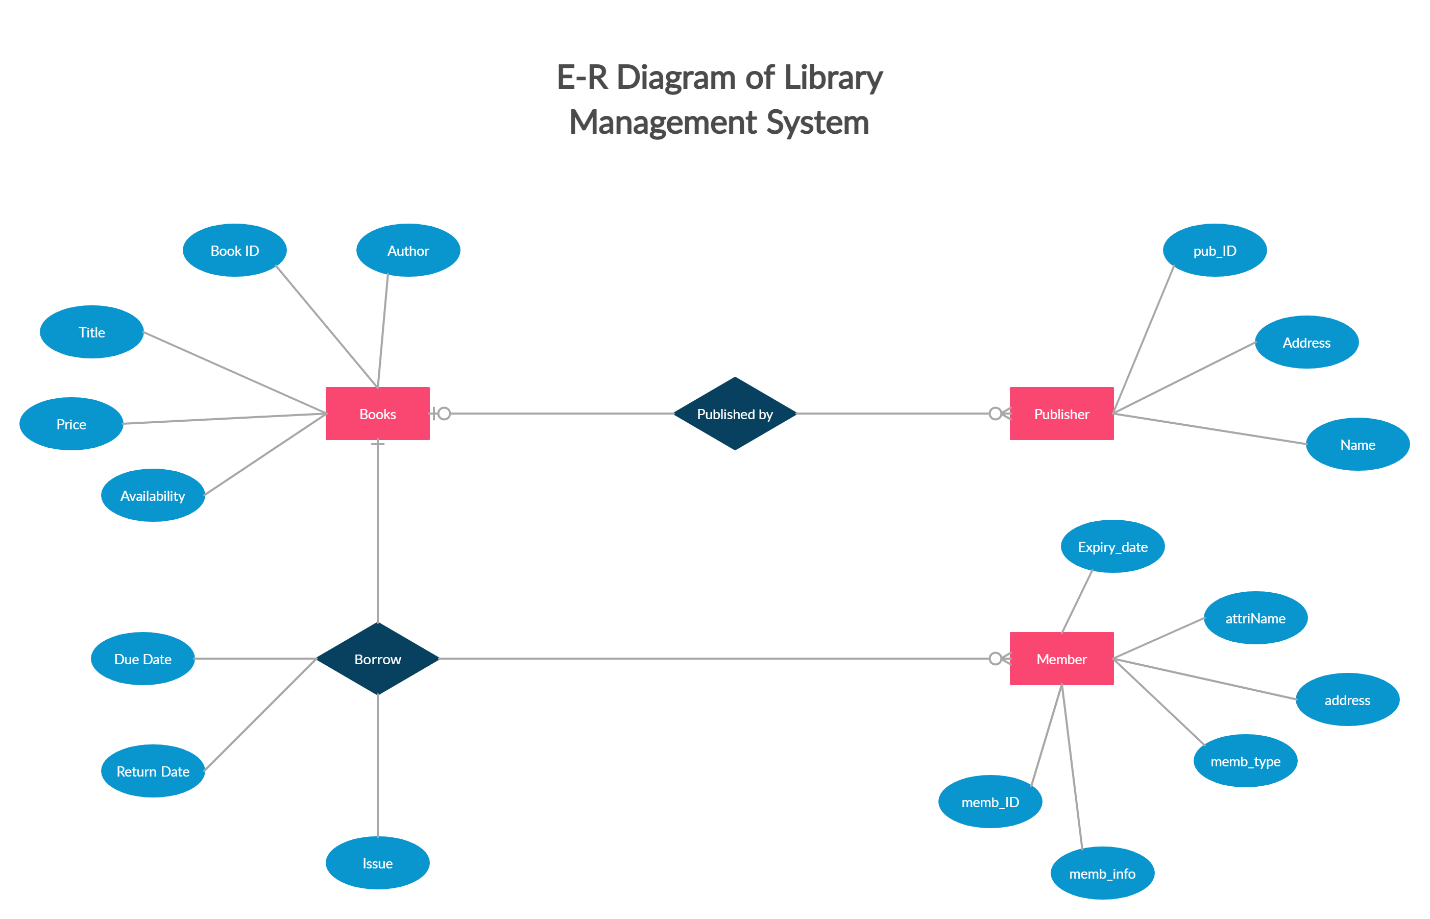 E-R Diagram of Library
Management System
Book ID
Author
pub_ID
Title
Address
Price
Books
Published by
Publisher
Name
Availability
Expiry_date
attriName
Due Date
Borrow
Member
address
memb_type
Return Date
memb_ID
Issue
memb_info